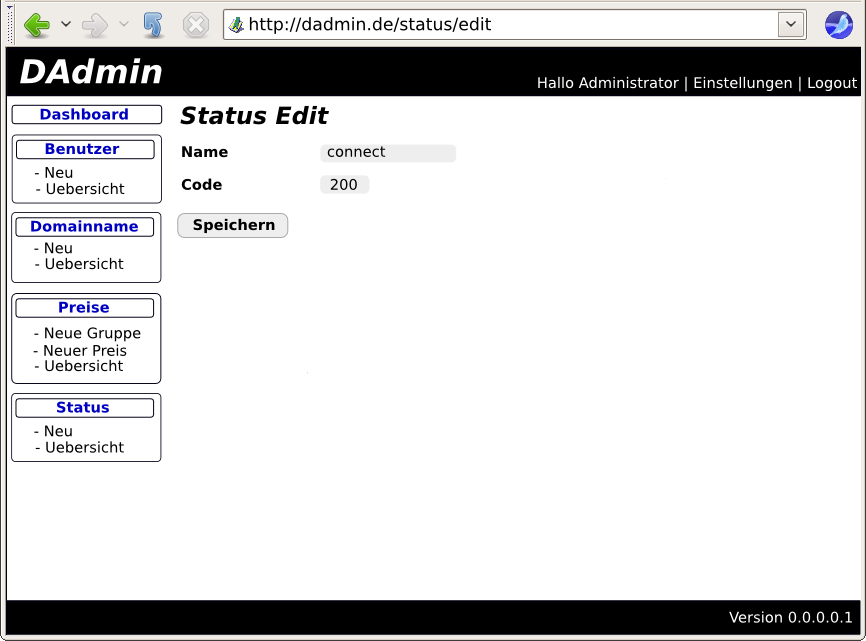 http://dadmin.de/status/edit
DAdmin
Hallo Administrator | Einstellungen | Logout
Dashboard
Benutzer
- Neu
- Uebersicht
Domainname
- Neu
- Uebersicht
Preise
- Neue Gruppe
- Neuer Preis
- Uebersicht
Status
- Neu
- Uebersicht
Status Edit
Name connect
Code 200
Speichern
Version 0.0.0.0.1